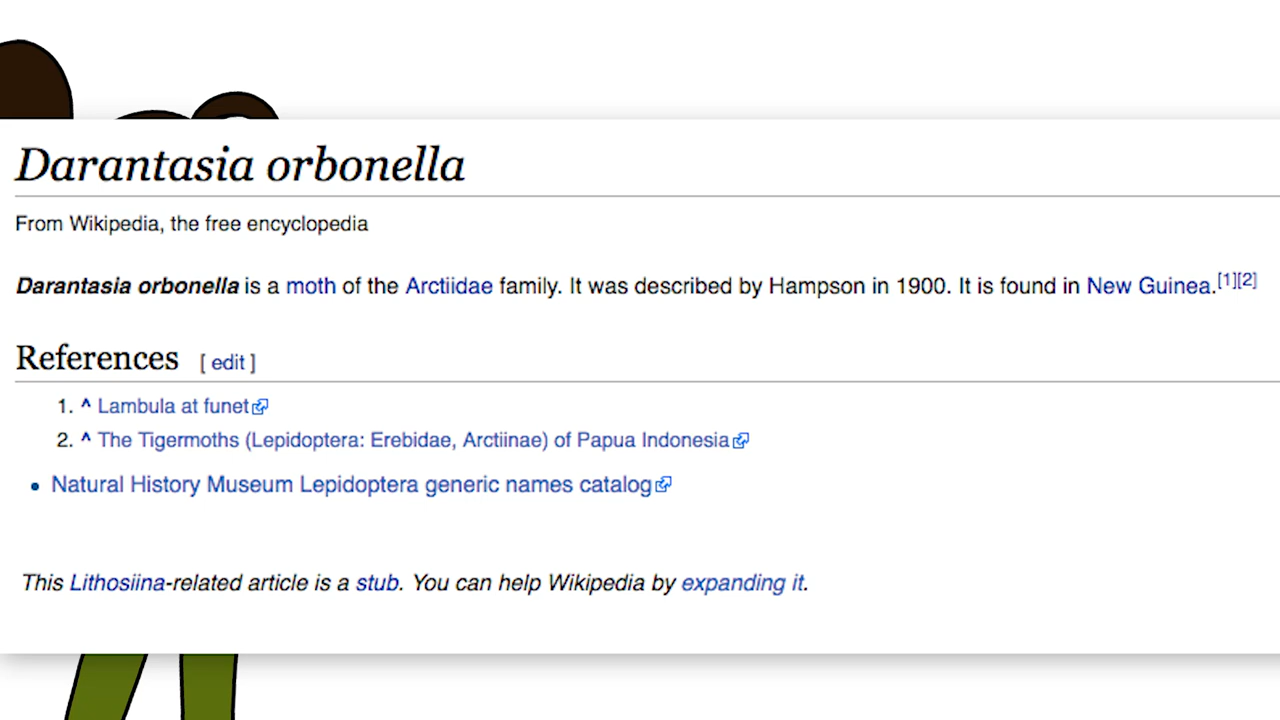 Darantasia orbonella
From Wikipedia, the free encyclopedia
Darantasia orbonella is a moth of the Arctiidae family. It was described by Hampson in 1900. It is found in New Guinea.[1][2]
References [ edit ]
1. ^ Lambula at funet
2. ^ The Tigermoths (Lepidoptera: Erebidae, Arctiinae) of Papua Indonesia
• Natural History Museum Lepidoptera generic names catalog
This Lithosiina-related article is a stub. You can help Wikipedia by expanding it.